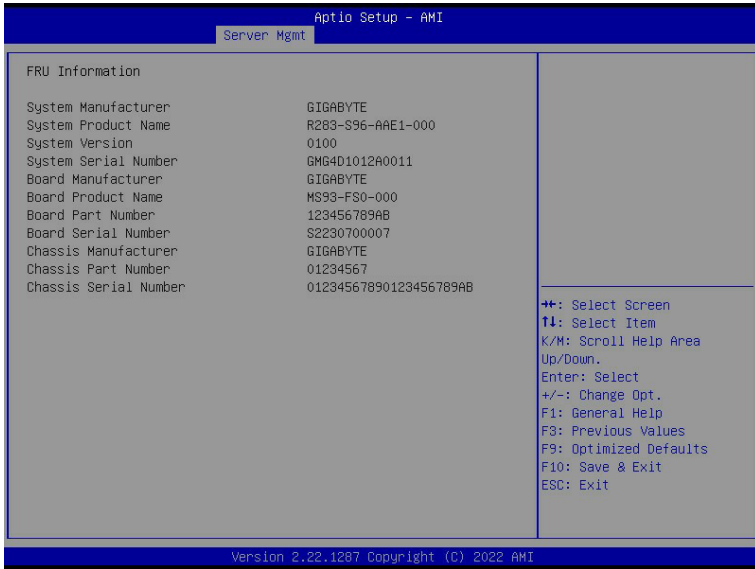 Aptio Setup – AMI
Server Mgmt
FRU Information
System Manufacturer GIGABYTE
System Product Name R283-S96-AAE1-000
System Version 0100
System Serial Number GMG4D1012A0011
Board Manufacturer GIGABYTE
Board Product Name MS93-FS0-000
Board Part Number 123456789AB
Board Serial Number S2230700007
Chassis Manufacturer GIGABYTE
Chassis Part Number 01234567
Chassis Serial Number 01234567890123456789AB
→←: Select Screen
↑↓: Select Item
K/M: Scroll Help Area
Up/Down.
Enter: Select
+/-: Change Opt.
F1: General Help
F3: Previous Values
F9: Optimized Defaults
F10: Save & Exit
ESC: Exit
Version 2.22.1287 Copyright (C) 2022 AMI